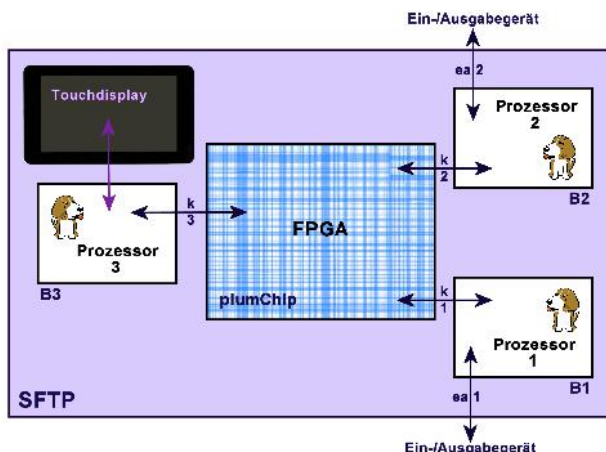 Ein-/Ausgabegerät
ea 2
Touchdisplay
Prozessor
2
k
2
B2
k
3
FPGA
Prozessor
3
B3
plumChip
k
1
Prozessor
1
B1
ea 1
SFTP
Ein-/Ausgabegerät